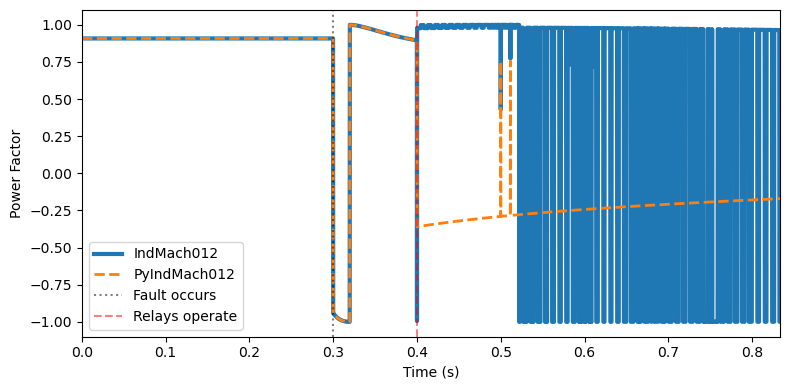 1.00
0.75
0.50
0.25
0.00
−0.25
−0.50
−0.75
−1.00
Power Factor
IndMach012
PyIndMach012
Fault occurs
Relays operate
0.0 0.1 0.2 0.3 0.4 0.5 0.6 0.7 0.8
Time (s)